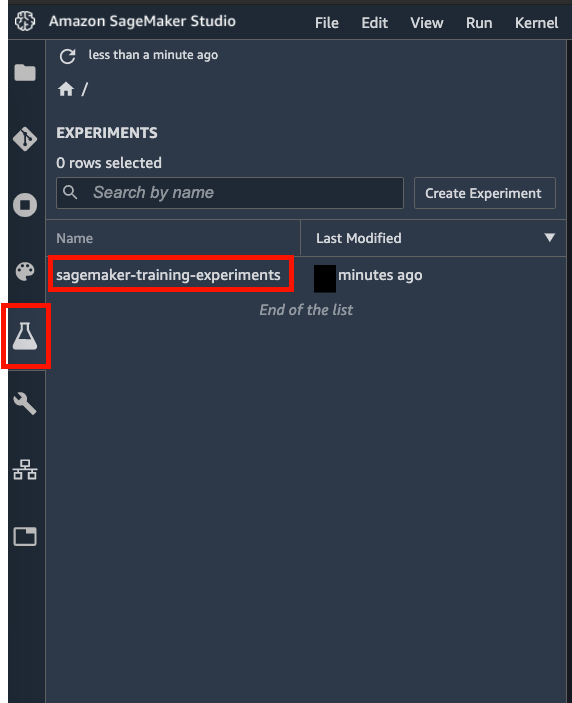 Amazon SageMaker Studio File Edit View Run Kernel
less than a minute ago
/
EXPERIMENTS
0 rows selected
Search by name Create Experiment
Name Last Modified
sagemaker-training-experiments minutes ago
End of the list